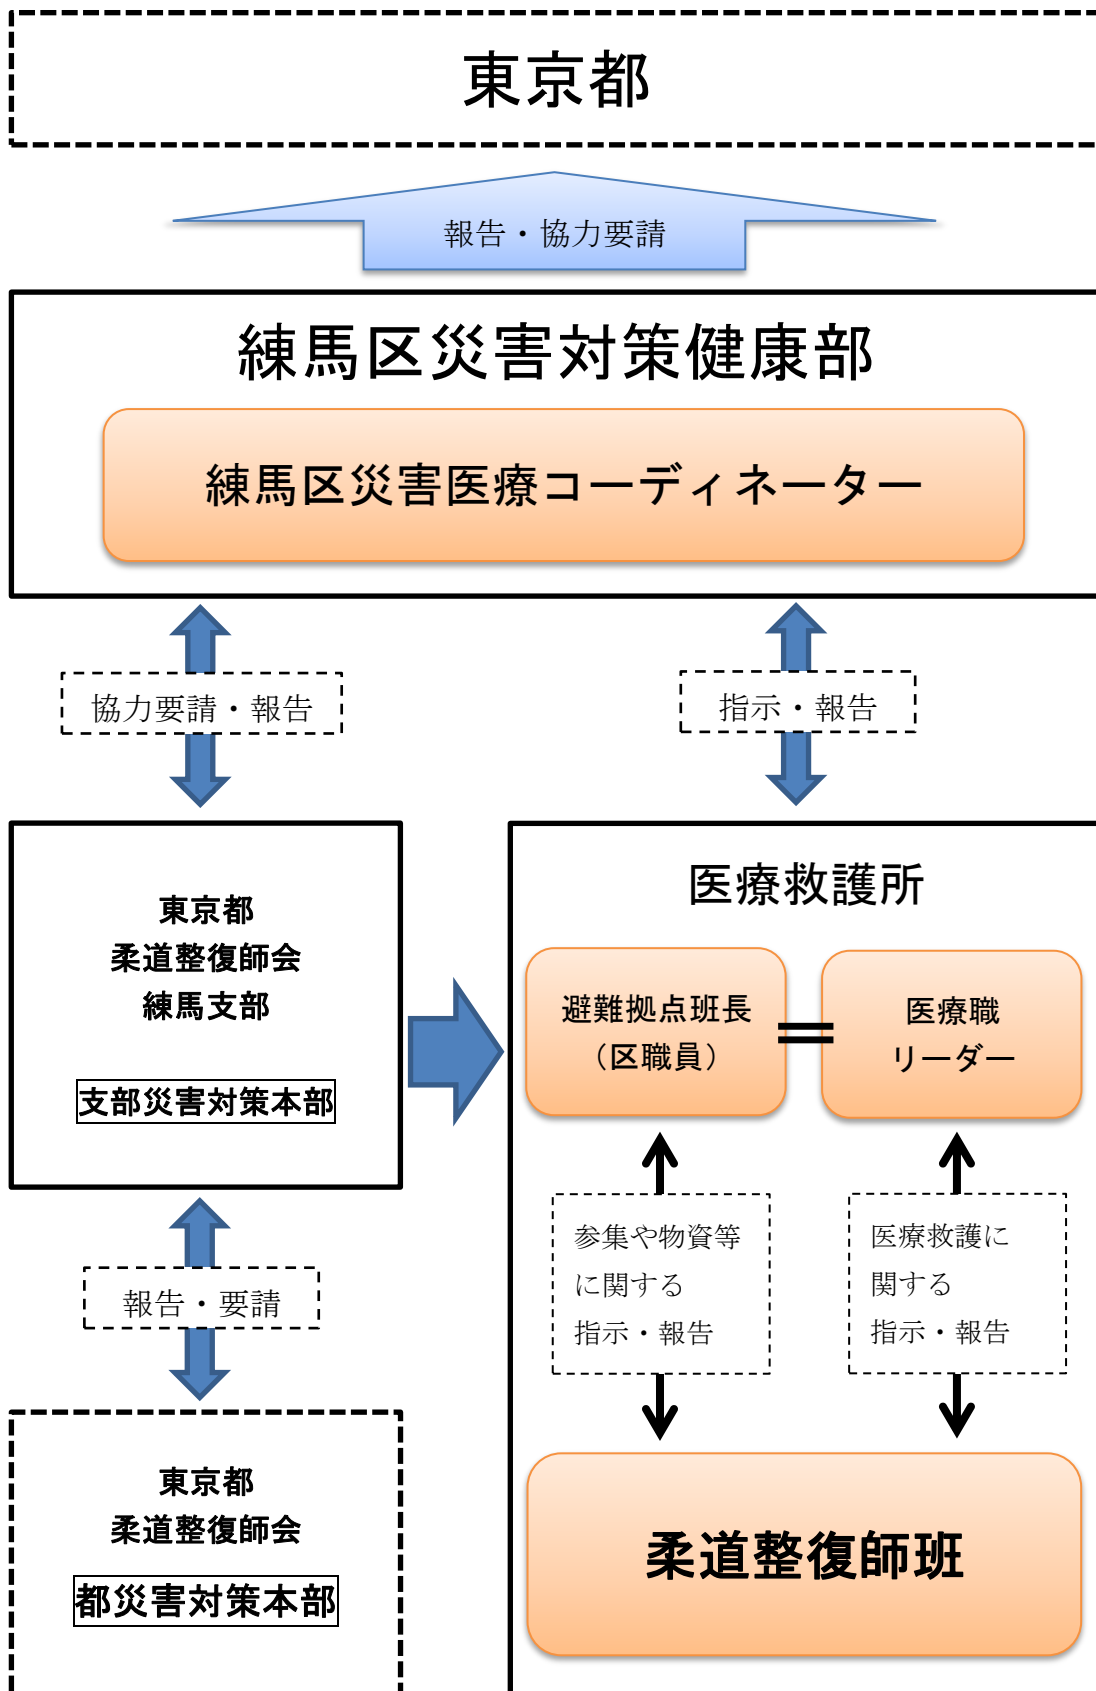 東京都
報告・協力要請
練馬区災害対策健康部
練馬区災害医療コーディネーター
協力要請・報告
指示・報告
東京都
柔道整復師会
練馬支部
支部災害対策本部
報告・要請
東京都
柔道整復師会
都災害対策本部
医療救護所
避難拠点班長
（区職員）
＝
医療職
リーダー
参集や物資等
に関する
指示・報告
医療救護に
関する
指示・報告
柔道整復師班